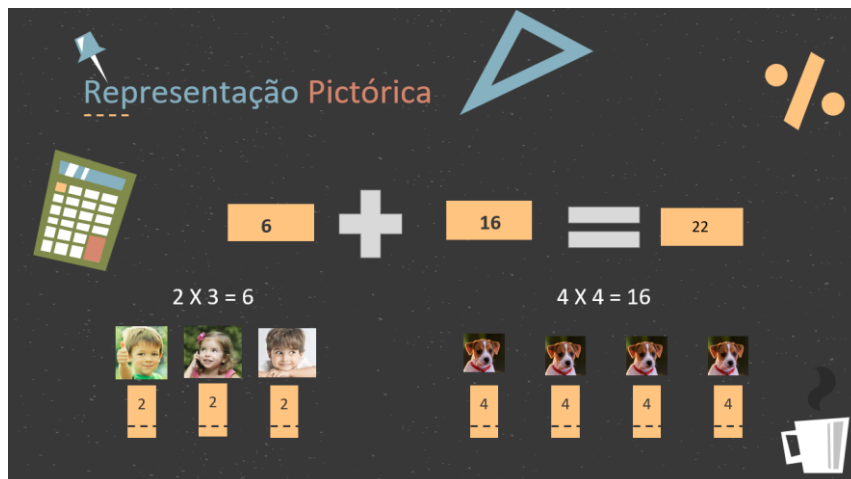 Representação Pictórica
6 16 22
2 X 3 = 6 4 X 4 = 16
2 2 2 4 4 4 4